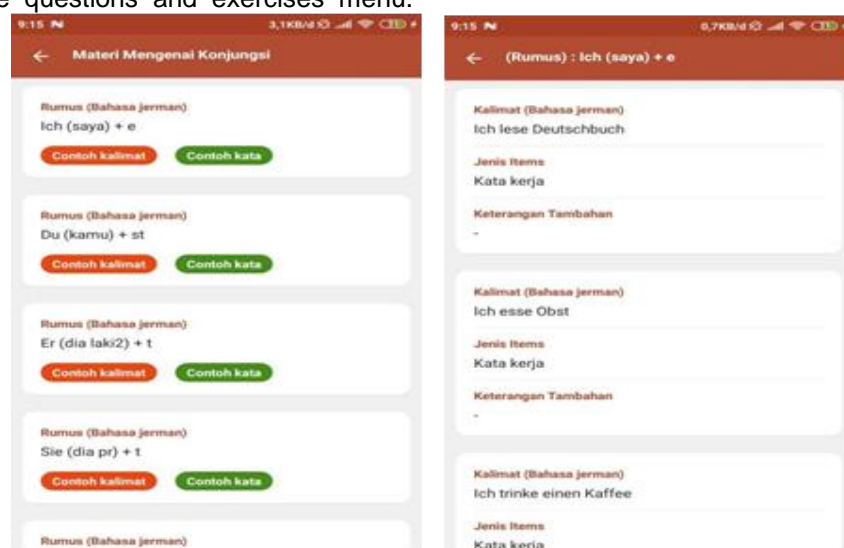 e questions and exercises menu.
9:15
3,1KB/d
Materi Mengenai Konjungsi
Rumus (Bahasa jerman)
Ich (saya) + e
Contoh kalimat Contoh kata
Rumus (Bahasa jerman)
Du (kamu) + st
Contoh kalimat Contoh kata
Rumus (Bahasa jerman)
Er (dia laki2) + t
Contoh kalimat Contoh kata
Rumus (Bahasa jerman)
Sie (dia pr) + t
Contoh kalimat Contoh kata
Rumus (Bahasa jerman)
9:15
0,7KB/d
(Rumus) : Ich (saya) + e
Kalimat (Bahasa jerman)
Ich lese Deutschbuch
Jenis Items
Kata kerja
Keterangan Tambahan
-
Kalimat (Bahasa jerman)
Ich esse Obst
Jenis Items
Kata kerja
Keterangan Tambahan
-
Kalimat (Bahasa jerman)
Ich trinke einen Kaffee
Jenis Items
Kata kerja